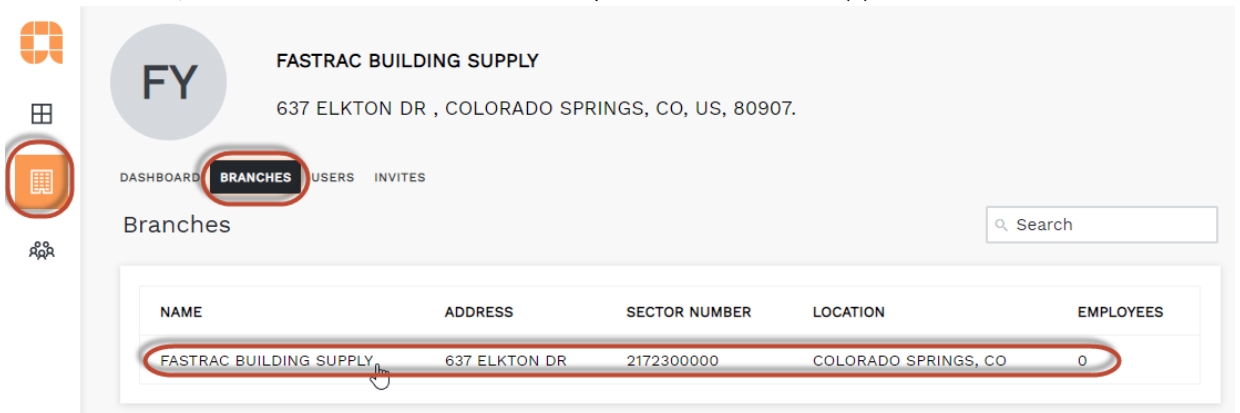 FY
FASTRAC BUILDING SUPPLY
637 ELKTON DR , COLORADO SPRINGS, CO, US, 80907.
DASHBOARD BRANCHES USERS INVITES
Branches
Search
NAME ADDRESS SECTOR NUMBER LOCATION EMPLOYEES
FASTRAC BUILDING SUPPLY 637 ELKTON DR 2172300000 COLORADO SPRINGS, CO 0